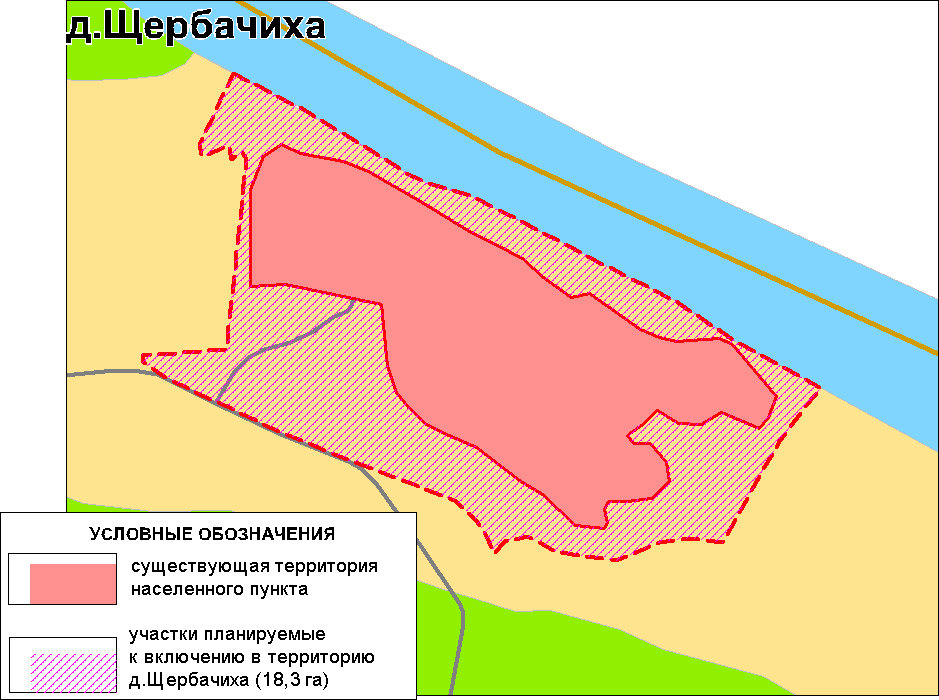 д.Щербачиха
УСЛОВНЫЕ ОБОЗНАЧЕНИЯ
существующая территория
населенного пункта
участки планируемые
к включению в территорию
д.Щербачиха (18,3 га)